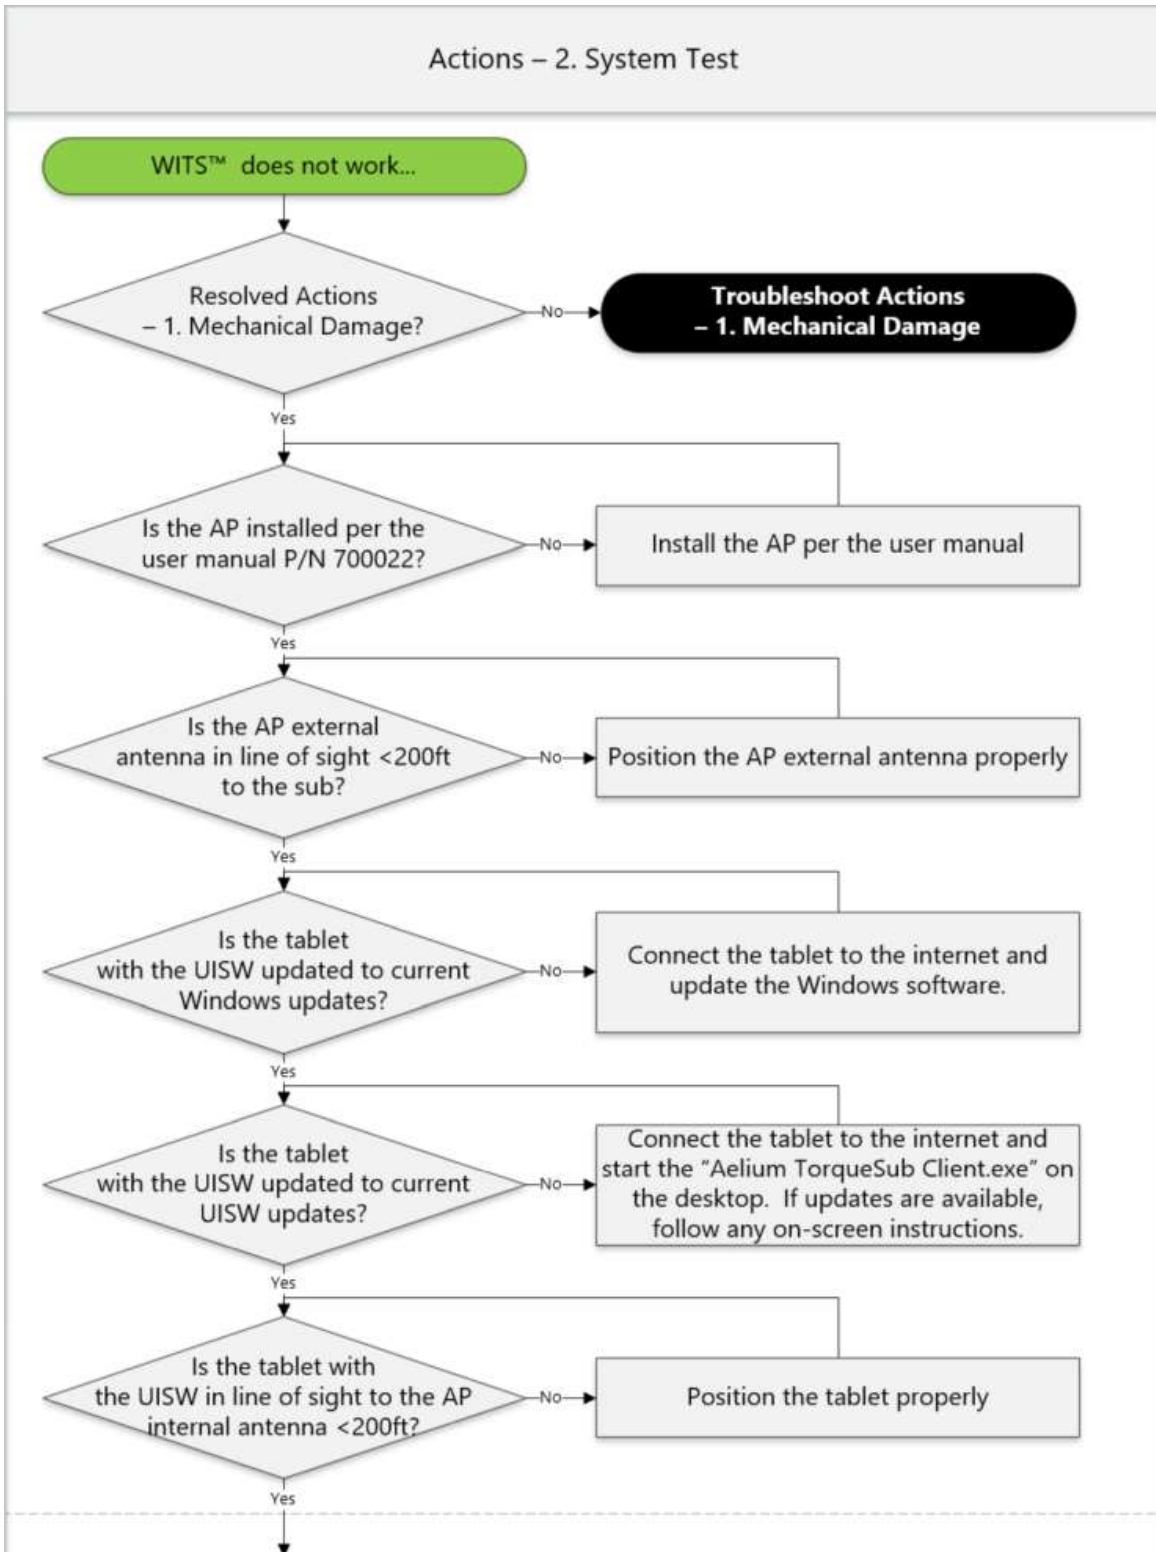 Actions – 2. System Test
WITS™ does not work...
Resolved Actions
– 1. Mechanical Damage?
No
Troubleshoot Actions
– 1. Mechanical Damage
Yes
Is the AP installed per the
user manual P/N 700022?
No
Install the AP per the user manual
Yes
Is the AP external
antenna in line of sight <200ft
to the sub?
No
Position the AP external antenna properly
Yes
Is the tablet
with the UISW updated to current
Windows updates?
No
Connect the tablet to the internet and
update the Windows software.
Yes
Is the tablet
with the UISW updated to current
UISW updates?
No
Connect the tablet to the internet and
start the “Aelium TorqueSub Client.exe” on
the desktop. If updates are available,
follow any on-screen instructions.
Yes
Is the tablet with
the UISW in line of sight to the AP
internal antenna <200ft?
No
Position the tablet properly
Yes